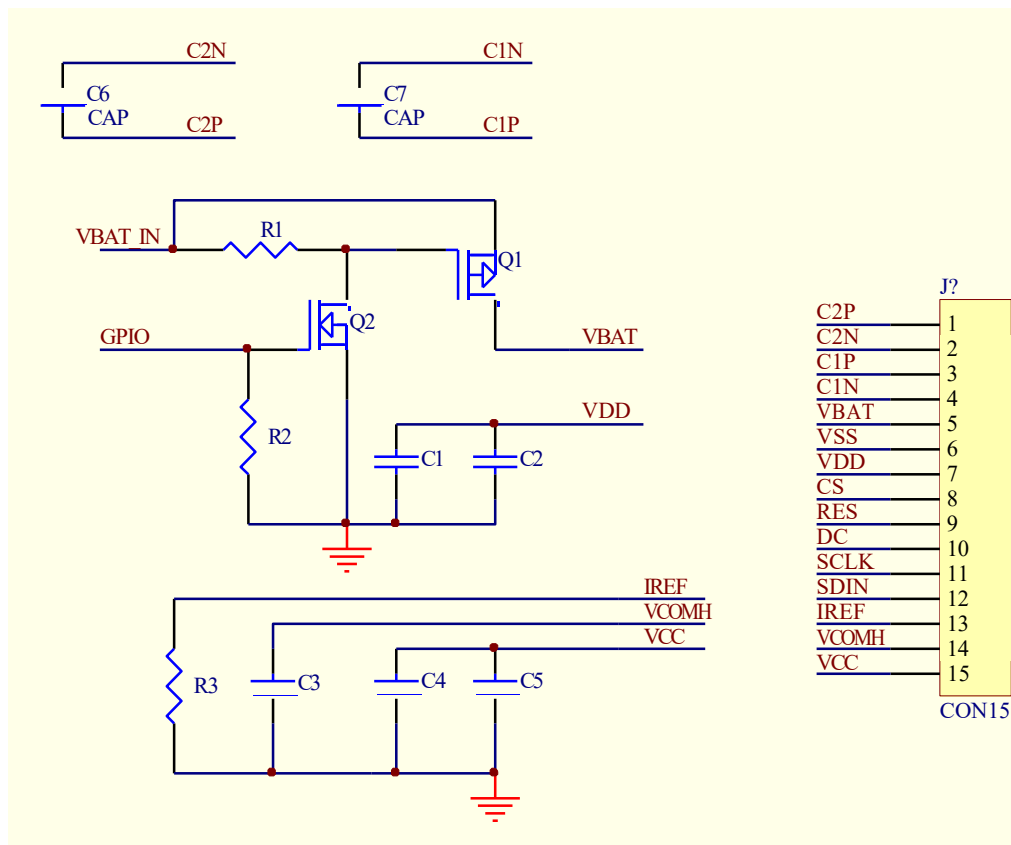 C2N
C6
CAP
C2P
C1N
C7
CAP
C1P
VBAT_IN
R1
Q1
Q2
GPIO
VBAT
R2
VDD
C1
C2
IREF
VCOMH
VCC
R3
C3
C4
C5
J?
C2P 1
C2N 2
C1P 3
C1N 4
VBAT 5
VSS 6
VDD 7
CS 8
RES 9
DC 10
SCLK 11
SDIN 12
IREF 13
VCOMH 14
VCC 15
CON15